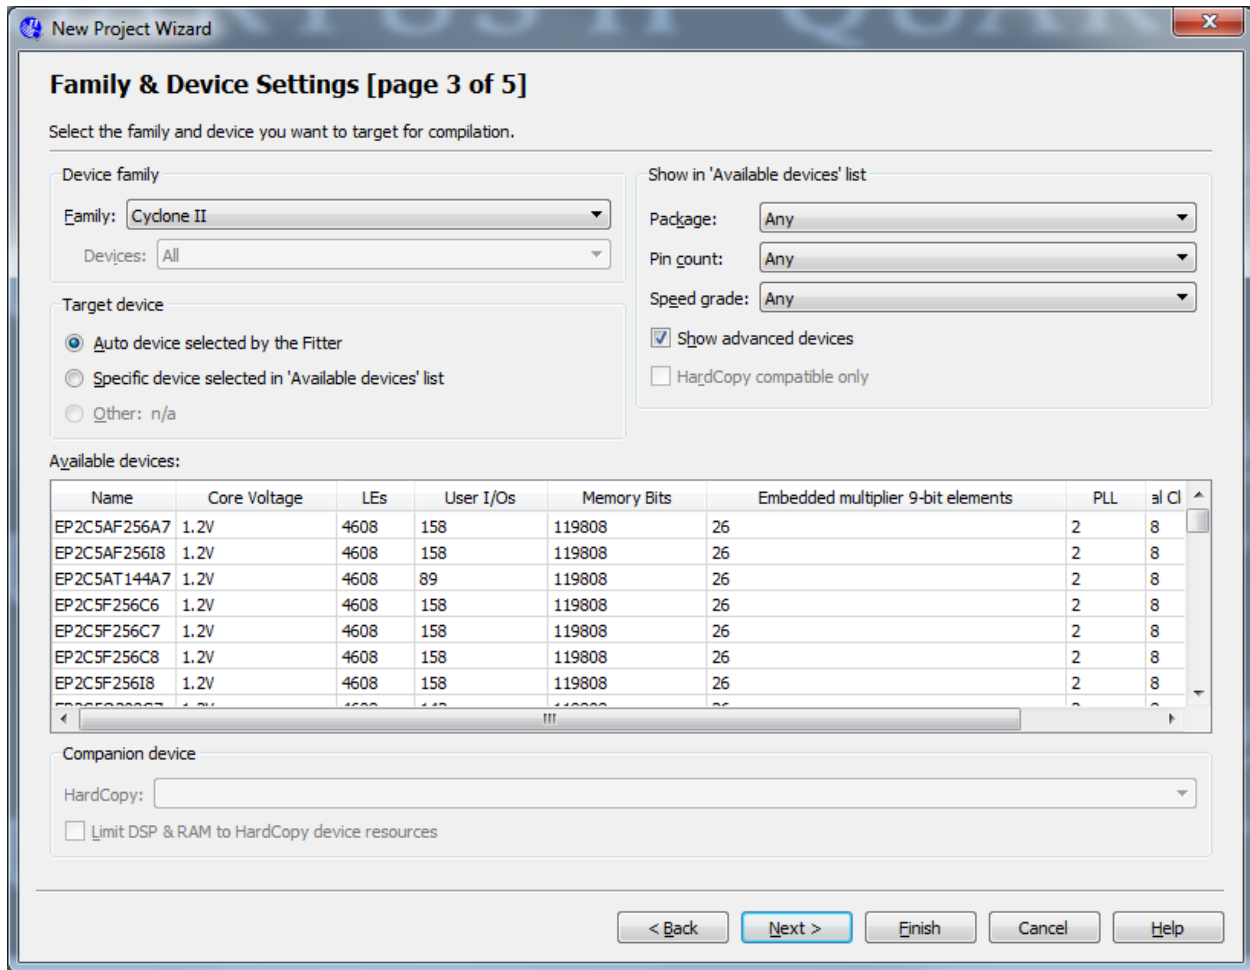 New Project Wizard
Family & Device Settings [page 3 of 5]
Select the family and device you want to target for compilation.
Device family
Family: Cyclone II
Devices: All
Show in 'Available devices' list
Package: Any
Pin count: Any
Speed grade: Any
Show advanced devices
HardCopy compatible only
Target device
Auto device selected by the Fitter
Specific device selected in 'Available devices' list
Other: n/a
Available devices:
Name Core Voltage LEs User I/Os Memory Bits Embedded multiplier 9-bit elements PLL al Cl
EP2C5AF256A7 1.2V 4608 158 119808 26 2 8
EP2C5AF256I8 1.2V 4608 158 119808 26 2 8
EP2C5AT144A7 1.2V 4608 89 119808 26 2 8
EP2C5F256C6 1.2V 4608 158 119808 26 2 8
EP2C5F256C7 1.2V 4608 158 119808 26 2 8
EP2C5F256C8 1.2V 4608 158 119808 26 2 8
EP2C5F256I8 1.2V 4608 158 119808 26 2 8
Companion device
HardCopy:
Limit DSP & RAM to HardCopy device resources
< Back Next > Finish Cancel Help